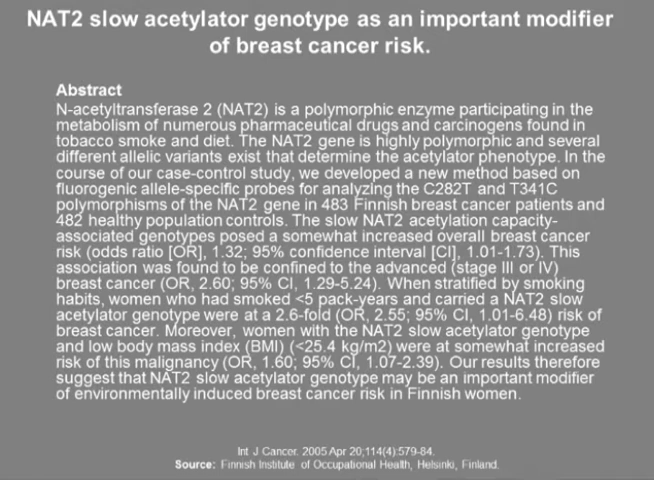 NAT2 slow acetylator genotype as an important modifier
of breast cancer risk.
Abstract
N-acetyltransferase 2 (NAT2) is a polymorphic enzyme participating in the
metabolism of numerous pharmaceutical drugs and carcinogens found in
tobacco smoke and diet. The NAT2 gene is highly polymorphic and several
different allelic variants exist that determine the acetylator phenotype. In the
course of our case-control study, we developed a new method based on
fluorogenic allele-specific probes for analyzing the C282T and T341C
polymorphisms of the NAT2 gene in 483 Finnish breast cancer patients and
482 healthy population controls. The slow NAT2 acetylation capacity-
associated genotypes posed a somewhat increased overall breast cancer
risk (odds ratio [OR], 1.32; 95% confidence interval [CI], 1.01-1.73). This
association was found to be confined to the advanced (stage III or IV)
breast cancer (OR, 2.60; 95% CI, 1.29-5.24). When stratified by smoking
habits, women who had smoked <5 pack-years and carried a NAT2 slow
acetylator genotype were at a 2.6-fold (OR, 2.55; 95% CI, 1.01-6.48) risk of
breast cancer. Moreover, women with the NAT2 slow acetylator genotype
and low body mass index (BMI) (<25.4 kg/m2) were at somewhat increased
risk of this malignancy (OR, 1.60; 95% CI, 1.07-2.39). Our results therefore
suggest that NAT2 slow acetylator genotype may be an important modifier
of environmentally induced breast cancer risk in Finnish women.
Int J Cancer. 2005 Apr 20;114(4):579-84.
Source: Finnish Institute of Occupational Health, Helsinki, Finland.